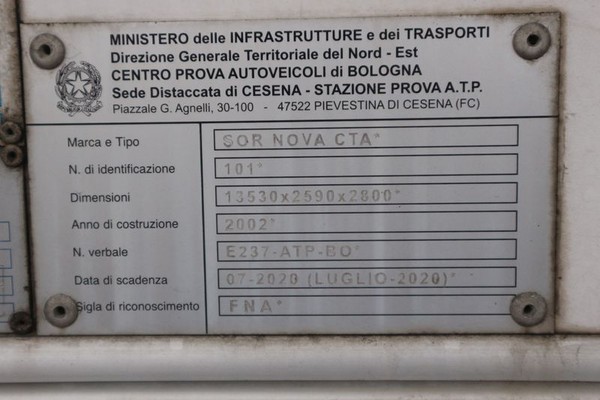 MINISTERO delle INFRASTRUTTURE e dei TRASPORTI
Direzione Generale Territoriale del Nord - Est
CENTRO PROVA AUTOVEICOLI di BOLOGNA
Sede Distaccata di CESENA - STAZIONE PROVA A.T.P.
Piazzale G. Agnelli, 30-100 - 47522 PIEVESTINA DI CESENA (FC)
Marca e Tipo SOR NOVA CTA*
N. di identificazione 101*
Dimensioni 13530x2590x2800*
Anno di costruzione 2002*
N. verbale E237-ATP-BO*
Data di scadenza 07-2020 (LUGLIO-2020)*
Sigla di riconoscimento FNA*